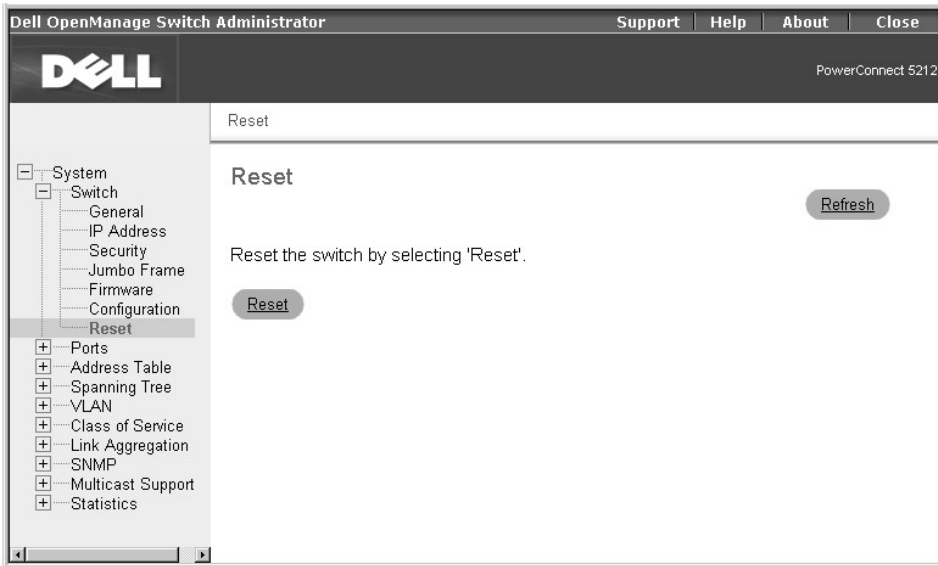 Dell OpenManage Switch Administrator Support Help About Close
DELL
PowerConnect 5212
Reset
System
Switch
General
IP Address
Security
Jumbo Frame
Firmware
Configuration
Reset
Ports
Address Table
Spanning Tree
VLAN
Class of Service
Link Aggregation
SNMP
Multicast Support
Statistics
Reset
Refresh
Reset the switch by selecting 'Reset'.
Reset